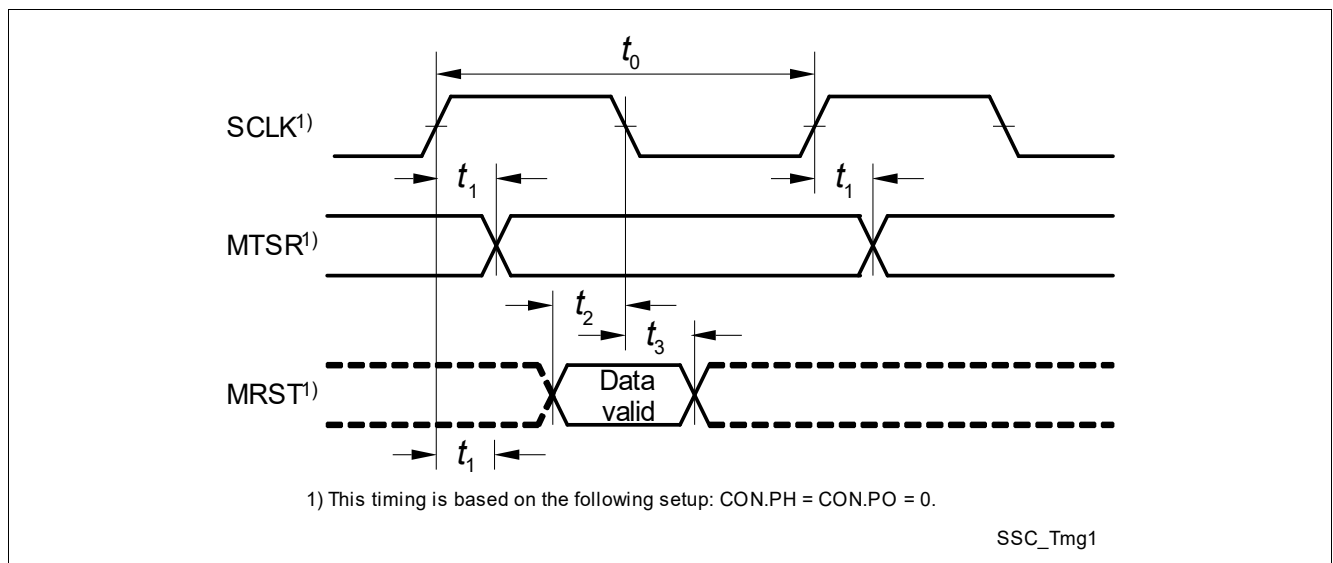 t0
SCLK1)
t1 t1
MTSR1)
t2
t3
MRST1)
Data
valid
t1
1) This timing is based on the following setup: CON.PH = CON.PO = 0.
SSC_Tmg1